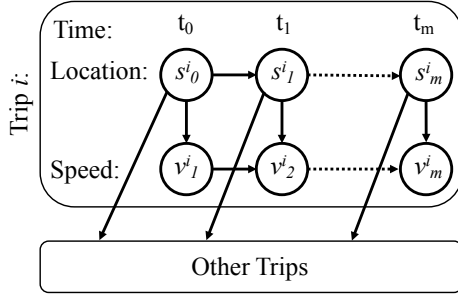 Time: t₀ t₁ tₘ
Location: sⁱ₀ sⁱ₁ sⁱₘ
Trip i:
Speed: vⁱ₁ vⁱ₂ vⁱₘ
Other Trips